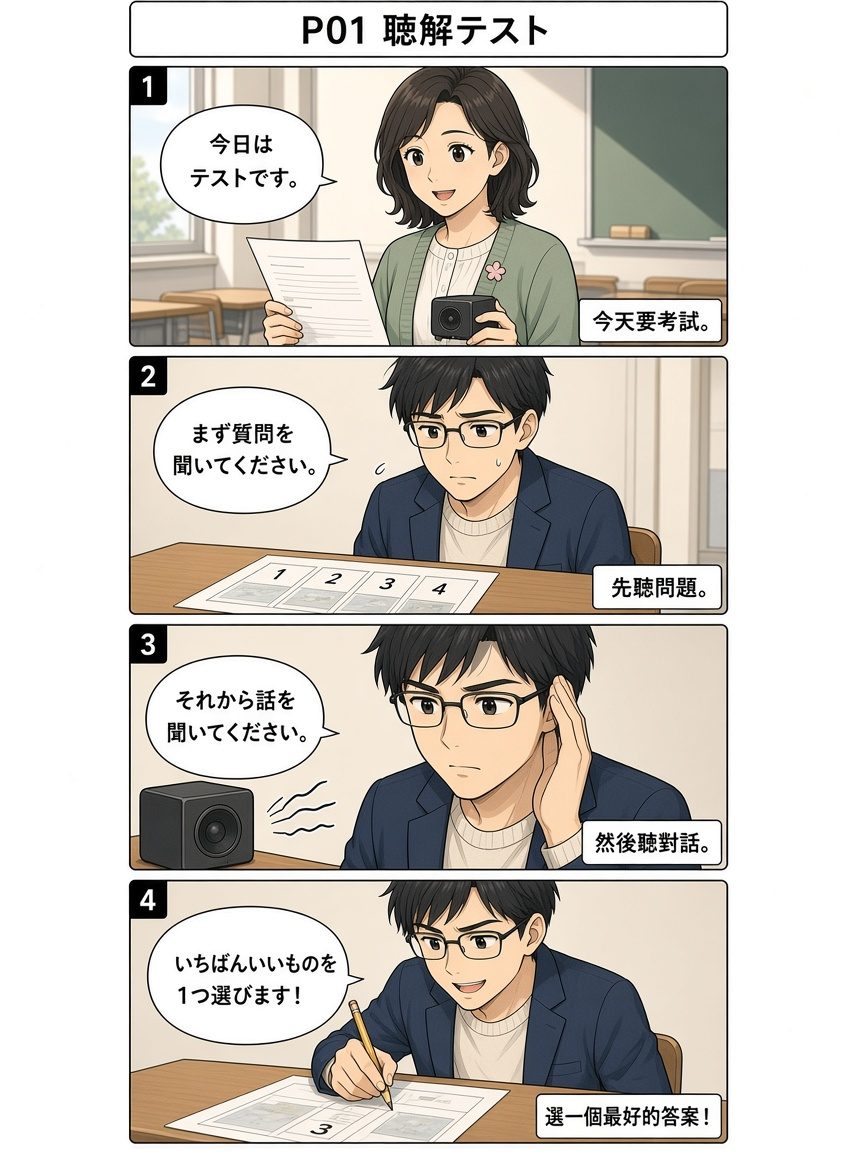 P01 聴解テスト
1
今日は
テストです。
今天要考試。
2
まず質問を
聞いてください。
1 2 3 4
先聽問題。
3
それから話を
聞いてください。
然後聽對話。
4
いちばんいいものを
1つ選びます！
3
選一個最好的答案！